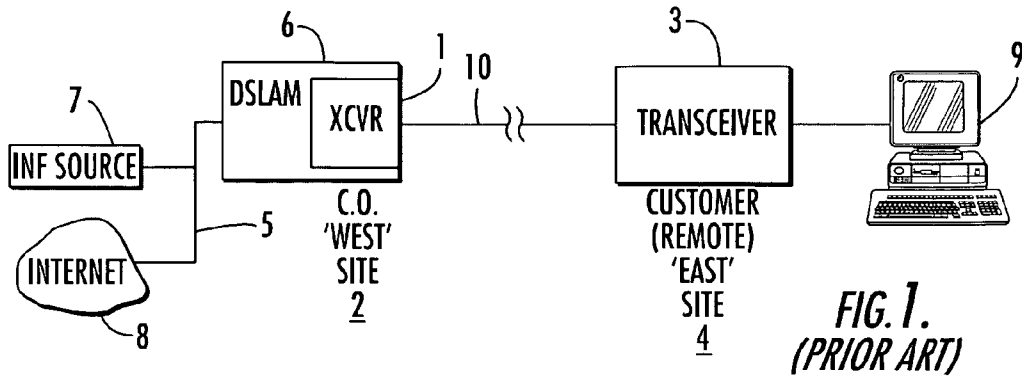 6
1
3
7
DSLAM
XCVR
10
TRANSCEIVER
9
INF SOURCE
C.O.
'WEST'
SITE
2
CUSTOMER
(REMOTE)
'EAST'
SITE
4
5
INTERNET
8
FIG. 1.
(PRIOR ART)